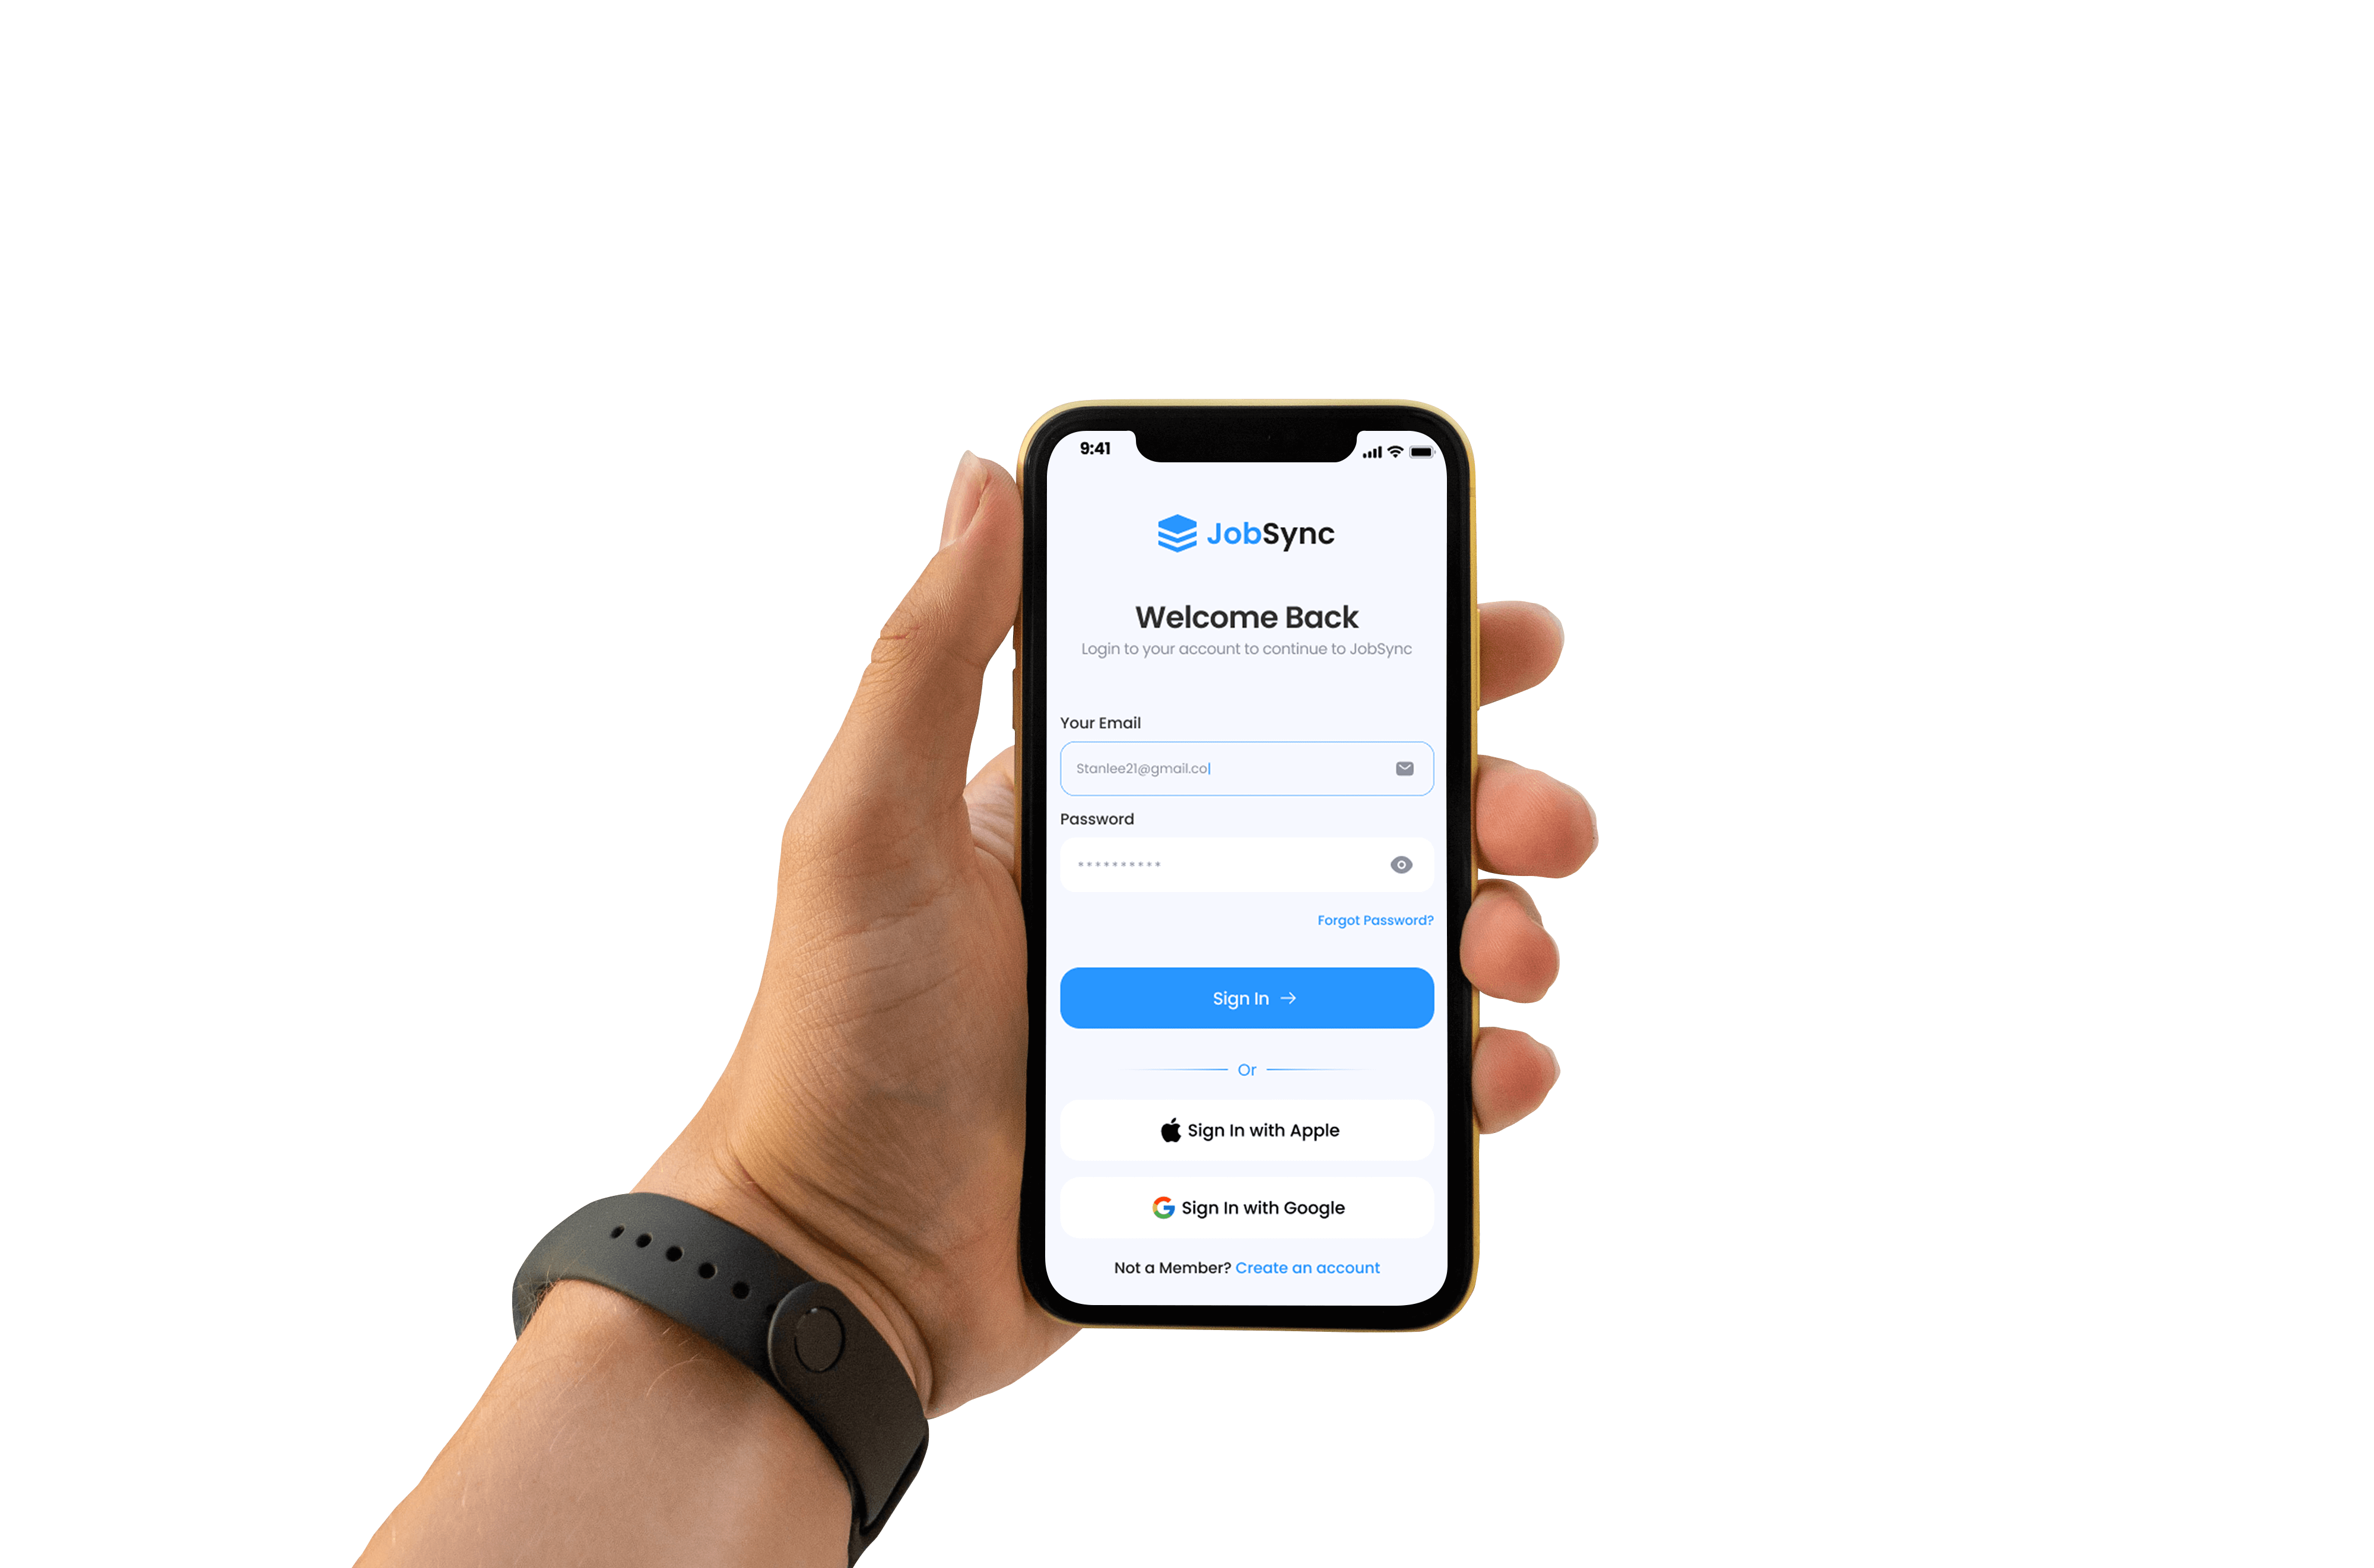 9:41
JobSync
Welcome Back
Login to your account to continue to JobSync
Your Email
Stanlee21@gmail.co
Password
**********
Forgot Password?
Sign In →
Or
Sign In with Apple
Sign In with Google
Not a Member? Create an account